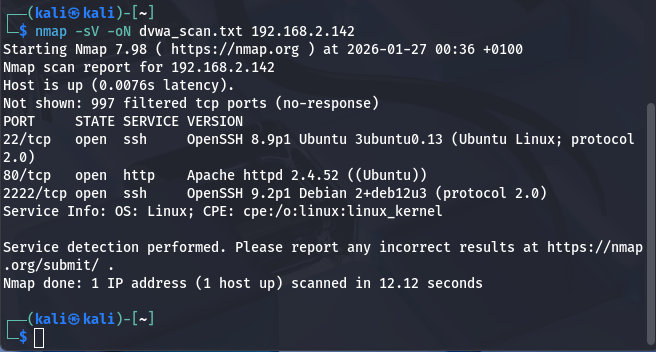 ┌──(kali㉿kali)-[~]
└─$ nmap -sV -oN dvwa_scan.txt 192.168.2.142
Starting Nmap 7.98 ( https://nmap.org ) at 2026-01-27 00:36 +0100
Nmap scan report for 192.168.2.142
Host is up (0.0076s latency).
Not shown: 997 filtered tcp ports (no-response)
PORT     STATE SERVICE VERSION
22/tcp   open  ssh     OpenSSH 8.9p1 Ubuntu 3ubuntu0.13 (Ubuntu Linux; protocol
2.0)
80/tcp   open  http    Apache httpd 2.4.52 ((Ubuntu))
2222/tcp open  ssh     OpenSSH 9.2p1 Debian 2+deb12u3 (protocol 2.0)
Service Info: OS: Linux; CPE: cpe:/o:linux:linux_kernel

Service detection performed. Please report any incorrect results at https://nmap
.org/submit/ .
Nmap done: 1 IP address (1 host up) scanned in 12.12 seconds

┌──(kali㉿kali)-[~]
└─$